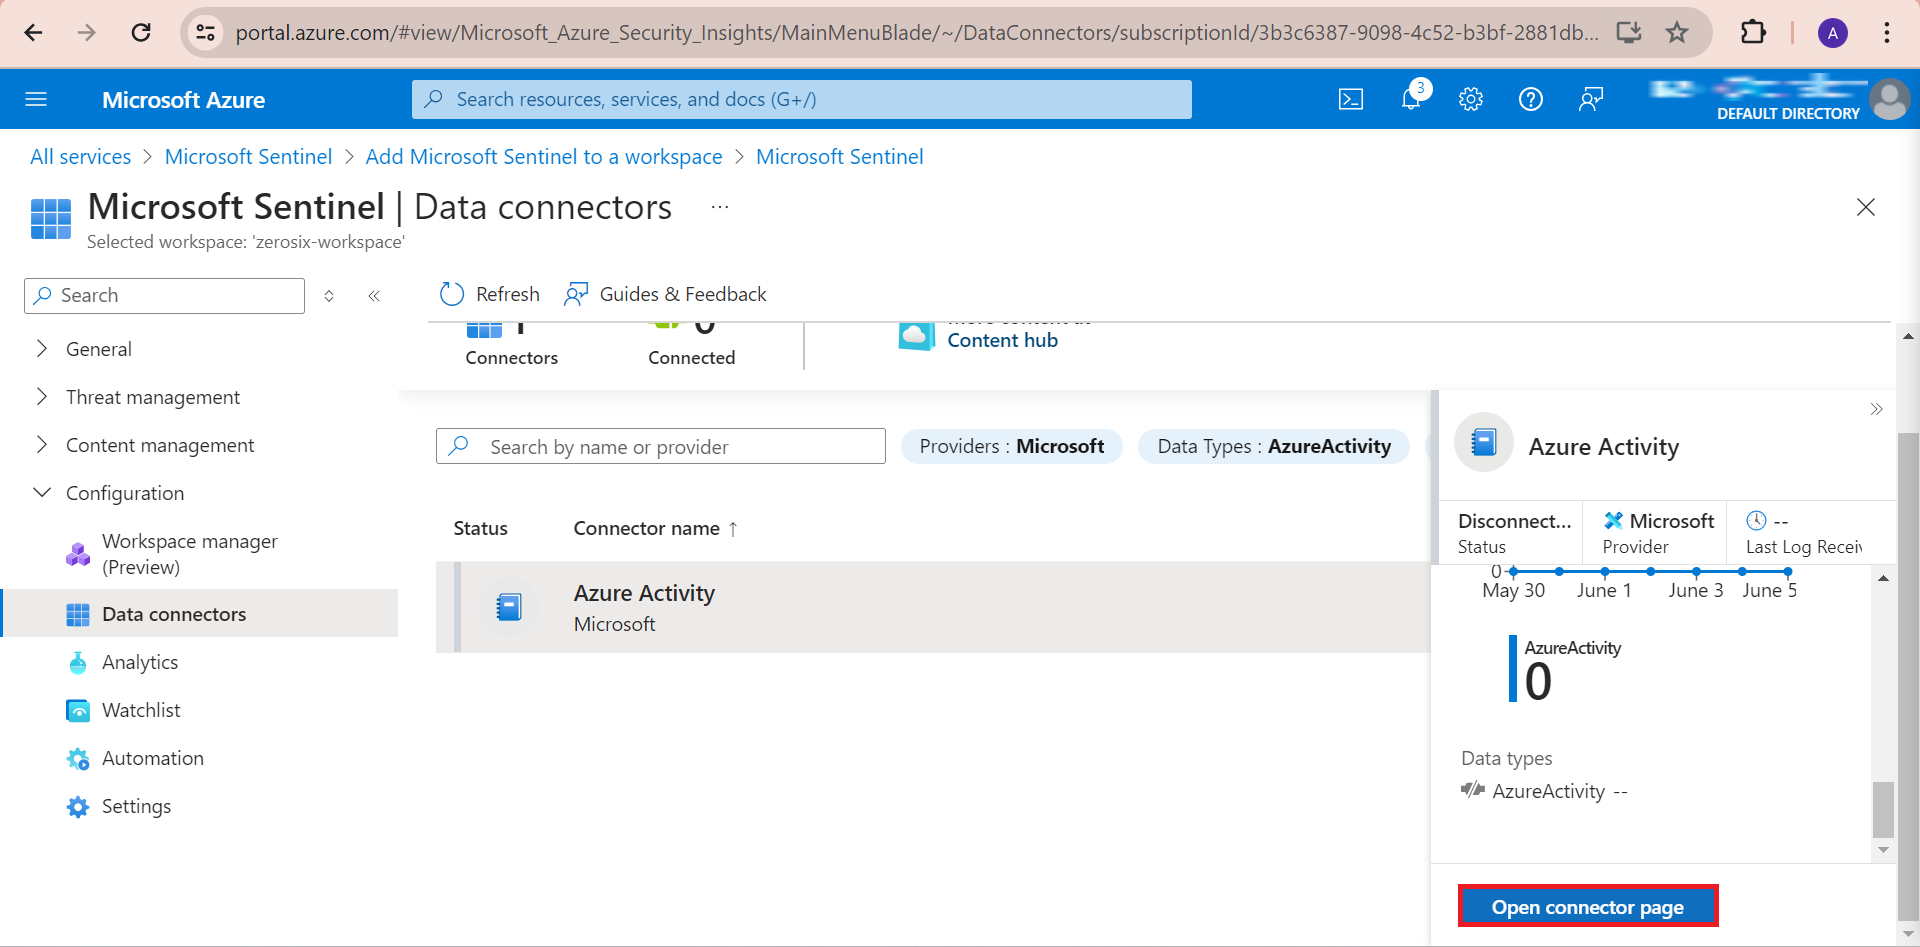 portal.azure.com/#view/Microsoft_Azure_Security_Insights/MainMenuBlade/~/DataConnectors/subscriptionId/3b3c6387-9098-4c52-b3bf-2881db...
A
Microsoft Azure
Search resources, services, and docs (G+/)
3
DEFAULT DIRECTORY
All services > Microsoft Sentinel > Add Microsoft Sentinel to a workspace > Microsoft Sentinel
Microsoft Sentinel | Data connectors ...
Selected workspace: 'zerosix-workspace'
Search
Refresh
Guides & Feedback
General
Threat management
Content management
Configuration
Workspace manager
(Preview)
Data connectors
Analytics
Watchlist
Automation
Settings
1
Connectors
0
Connected
more content at
Content hub
Search by name or provider
Providers : Microsoft
Data Types : AzureActivity
Status
Connector name ↑
Azure Activity
Microsoft
Azure Activity
Disconnect...
Status
Microsoft
Provider
--
Last Log Receiv
0
May 30
June 1
June 3
June 5
AzureActivity
0
Data types
AzureActivity --
Open connector page